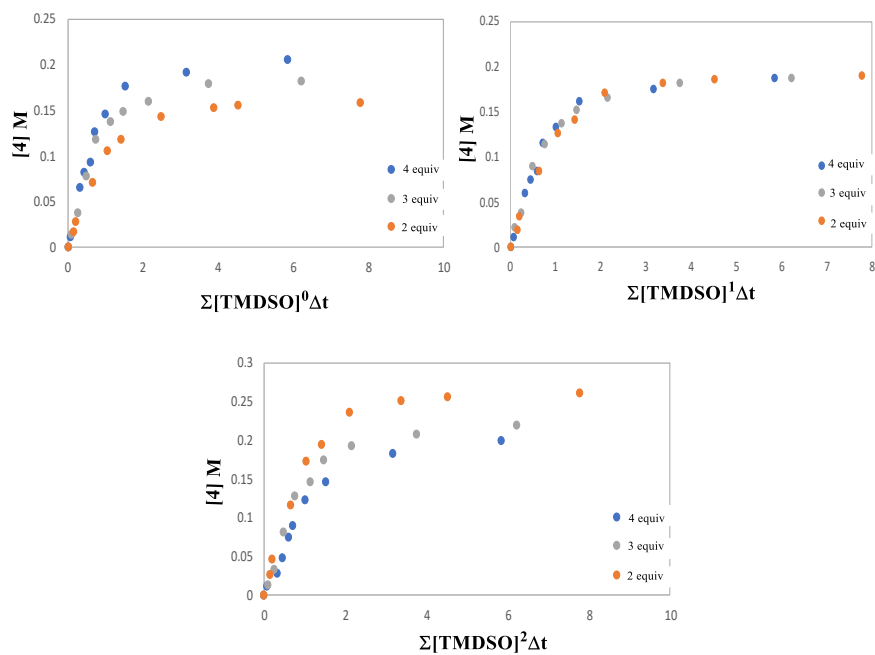 0.25
0.2
0.15
0.1
0.05
0
[4] M
4 equiv
3 equiv
2 equiv
0 2 4 6 8 10
Σ[TMDSO]⁰Δt
0.25
0.2
0.15
0.1
0.05
0
[4] M
4 equiv
3 equiv
2 equiv
0 1 2 3 4 5 6 7 8
Σ[TMDSO]¹Δt
0.3
0.25
0.2
0.15
0.1
0.05
0
[4] M
4 equiv
3 equiv
2 equiv
0 2 4 6 8 10
Σ[TMDSO]²Δt